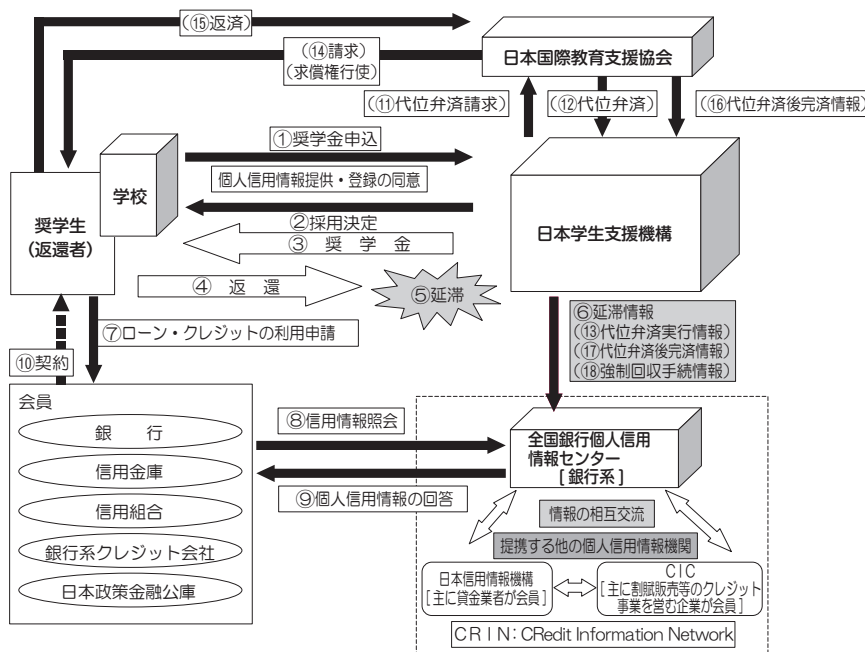 (⑮返済)
(⑭請求)
(求償権行使)
日本国際教育支援協会
(⑪代位弁済請求)
(⑫代位弁済)
(⑯代位弁済後完済情報)
①奨学金申込
個人信用情報提供・登録の同意
学校
奨学生
(返還者)
②採用決定
③ 奨 学 金
日本学生支援機構
④ 返 還
⑤延滞
⑥延滞情報
(⑬代位弁済実行情報)
(⑰代位弁済後完済情報)
(⑱強制回収手続情報)
⑦ローン・クレジットの利用申請
⑩契約
会員
銀 行
信用金庫
信用組合
銀行系クレジット会社
日本政策金融公庫
⑧信用情報照会
⑨個人信用情報の回答
全国銀行個人信用
情報センター
[ 銀行系 ]
情報の相互交流
提携する他の個人信用情報機関
日本信用情報機構
[ 主に貸金業者が会員 ]
CIC
[ 主に割賦販売等のクレジット
事業を営む企業が会員 ]
CRIN: CRedit Information Network